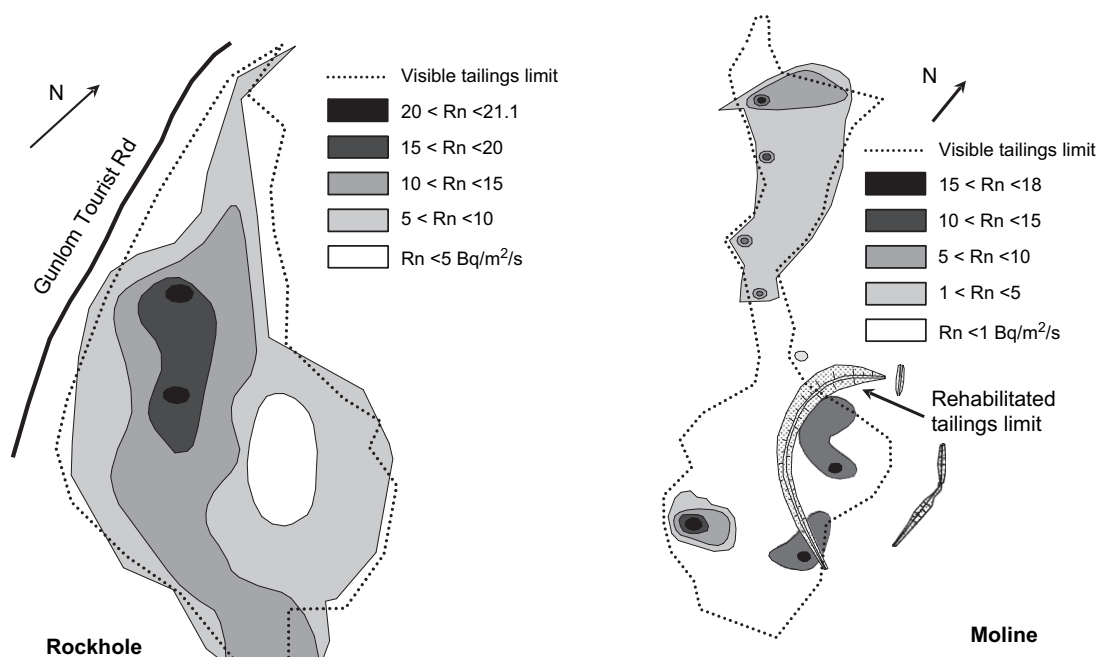 N
Gunlom Tourist Rd
Visible tailings limit
20 < Rn <21.1
15 < Rn <20
10 < Rn <15
5 < Rn <10
Rn <5 Bq/m²/s
Rockhole
N
Visible tailings limit
15 < Rn <18
10 < Rn <15
5 < Rn <10
1 < Rn <5
Rn <1 Bq/m²/s
Rehabilitated
tailings limit
Moline